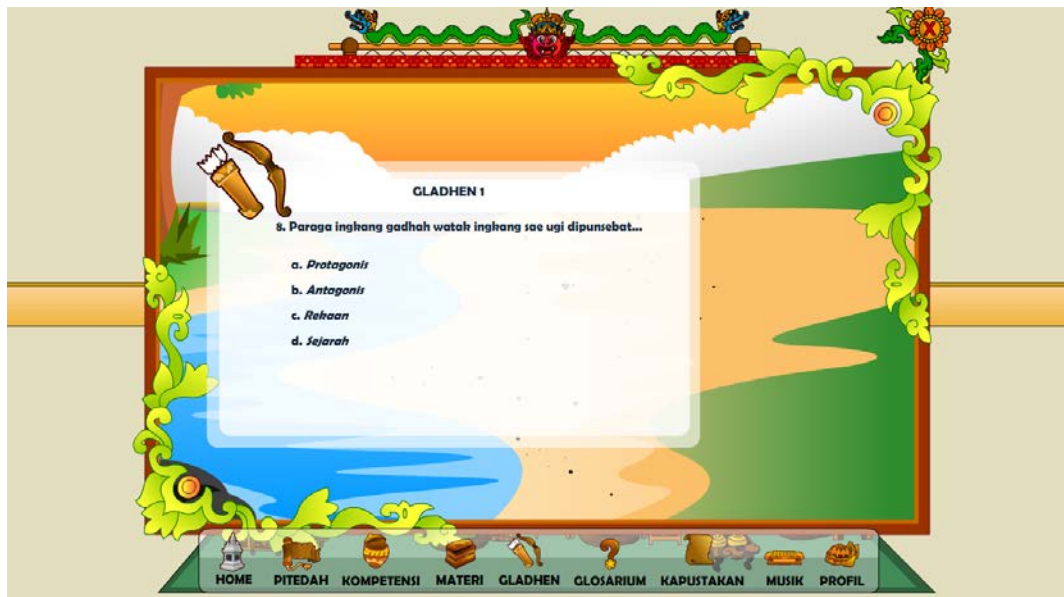 X
GLADHEN 1
8. Paraga ingkang gadhah watak ingkang sae ugi dipunsebat...
a. Protagonis
b. Antagonis
c. Rekaan
d. Sejarah
HOME PITEDAH KOMPETENSI MATERI GLADHEN GLOSARIUM KAPUSTAKAN MUSIK PROFIL